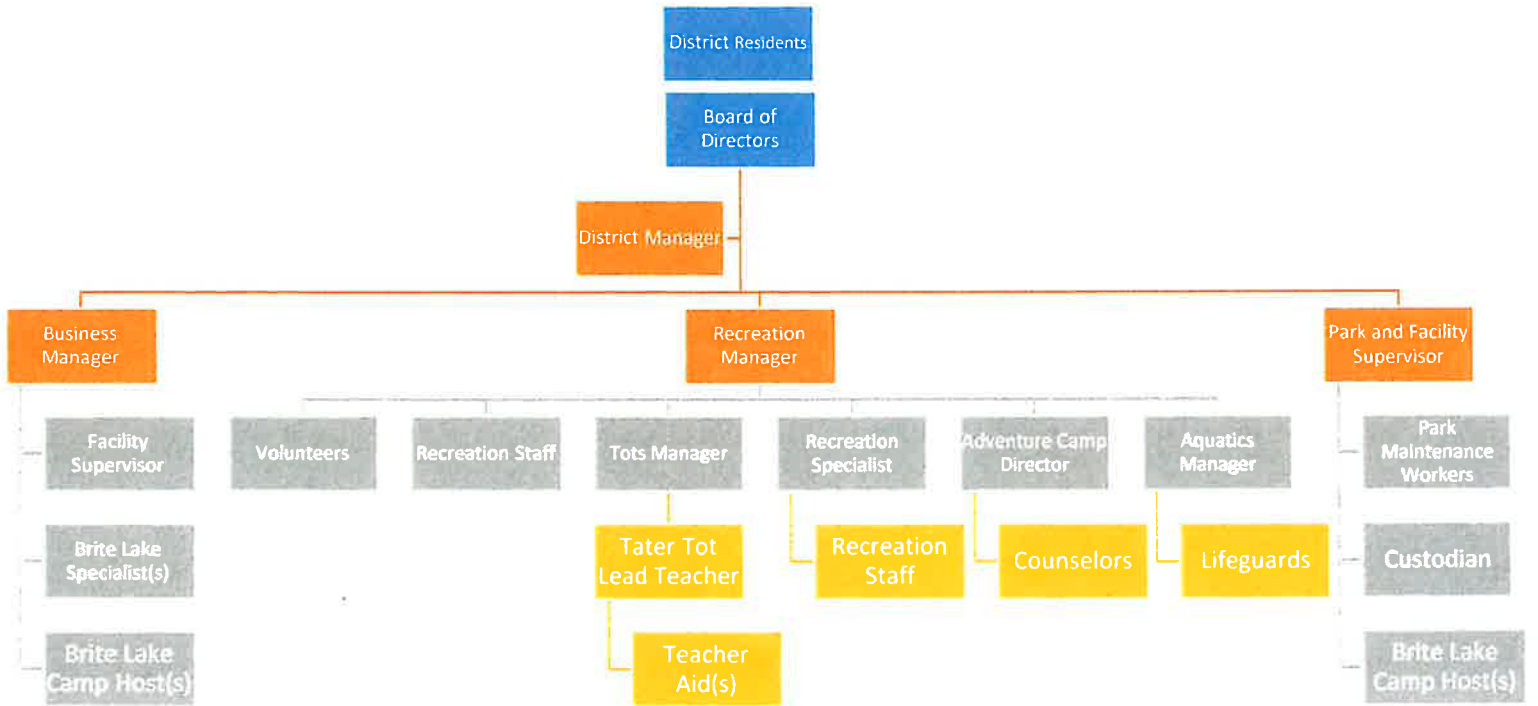 District Residents
Board of
Directors
District Manager
Business
Manager
Recreation
Manager
Park and Facility
Supervisor
Facility
Supervisor
Volunteers
Recreation Staff
Tots Manager
Recreation
Specialist
Adventure Camp
Director
Aquatics
Manager
Park
Maintenance
Workers
Brite Lake
Specialist(s)
Tater Tot
Lead Teacher
Recreation
Staff
Counselors
Lifeguards
Custodian
Brite Lake
Camp Host(s)
Teacher
Aid(s)
Brite Lake
Camp Host(s)